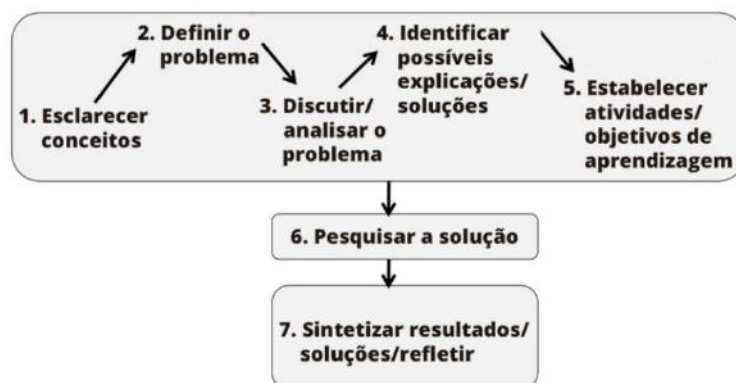 1. Esclarecer
conceitos
2. Definir o
problema
3. Discutir/
analisar o
problema
4. Identificar
possíveis
explicações/
soluções
5. Estabelecer
atividades/
objetivos de
aprendizagem
6. Pesquisar a solução
7. Sintetizar resultados/
soluções/refletir